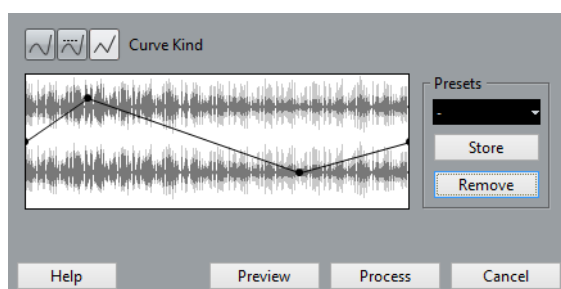 Curve Kind
Presets
-
Store
Remove
Help
Preview
Process
Cancel